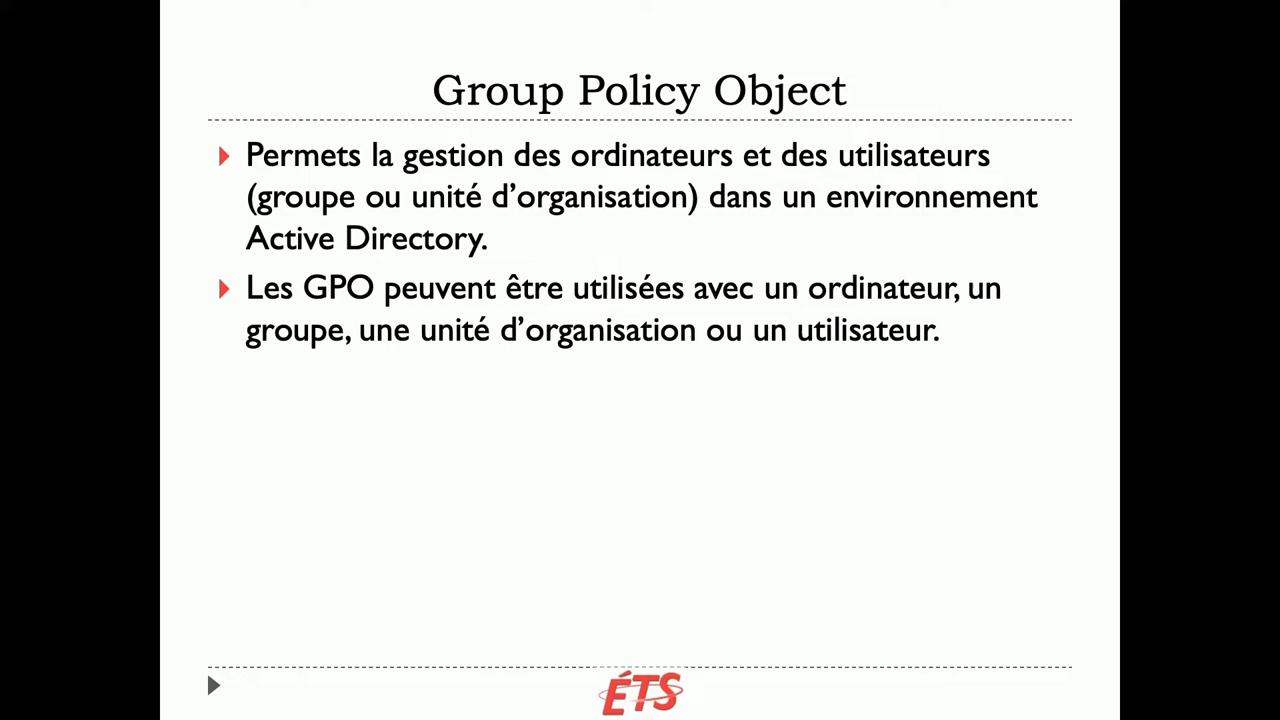 Group Policy Object
Permets la gestion des ordinateurs et des utilisateurs
(groupe ou unité d’organisation) dans un environnement
Active Directory.
Les GPO peuvent être utilisées avec un ordinateur, un
groupe, une unité d’organisation ou un utilisateur.
ÉTS